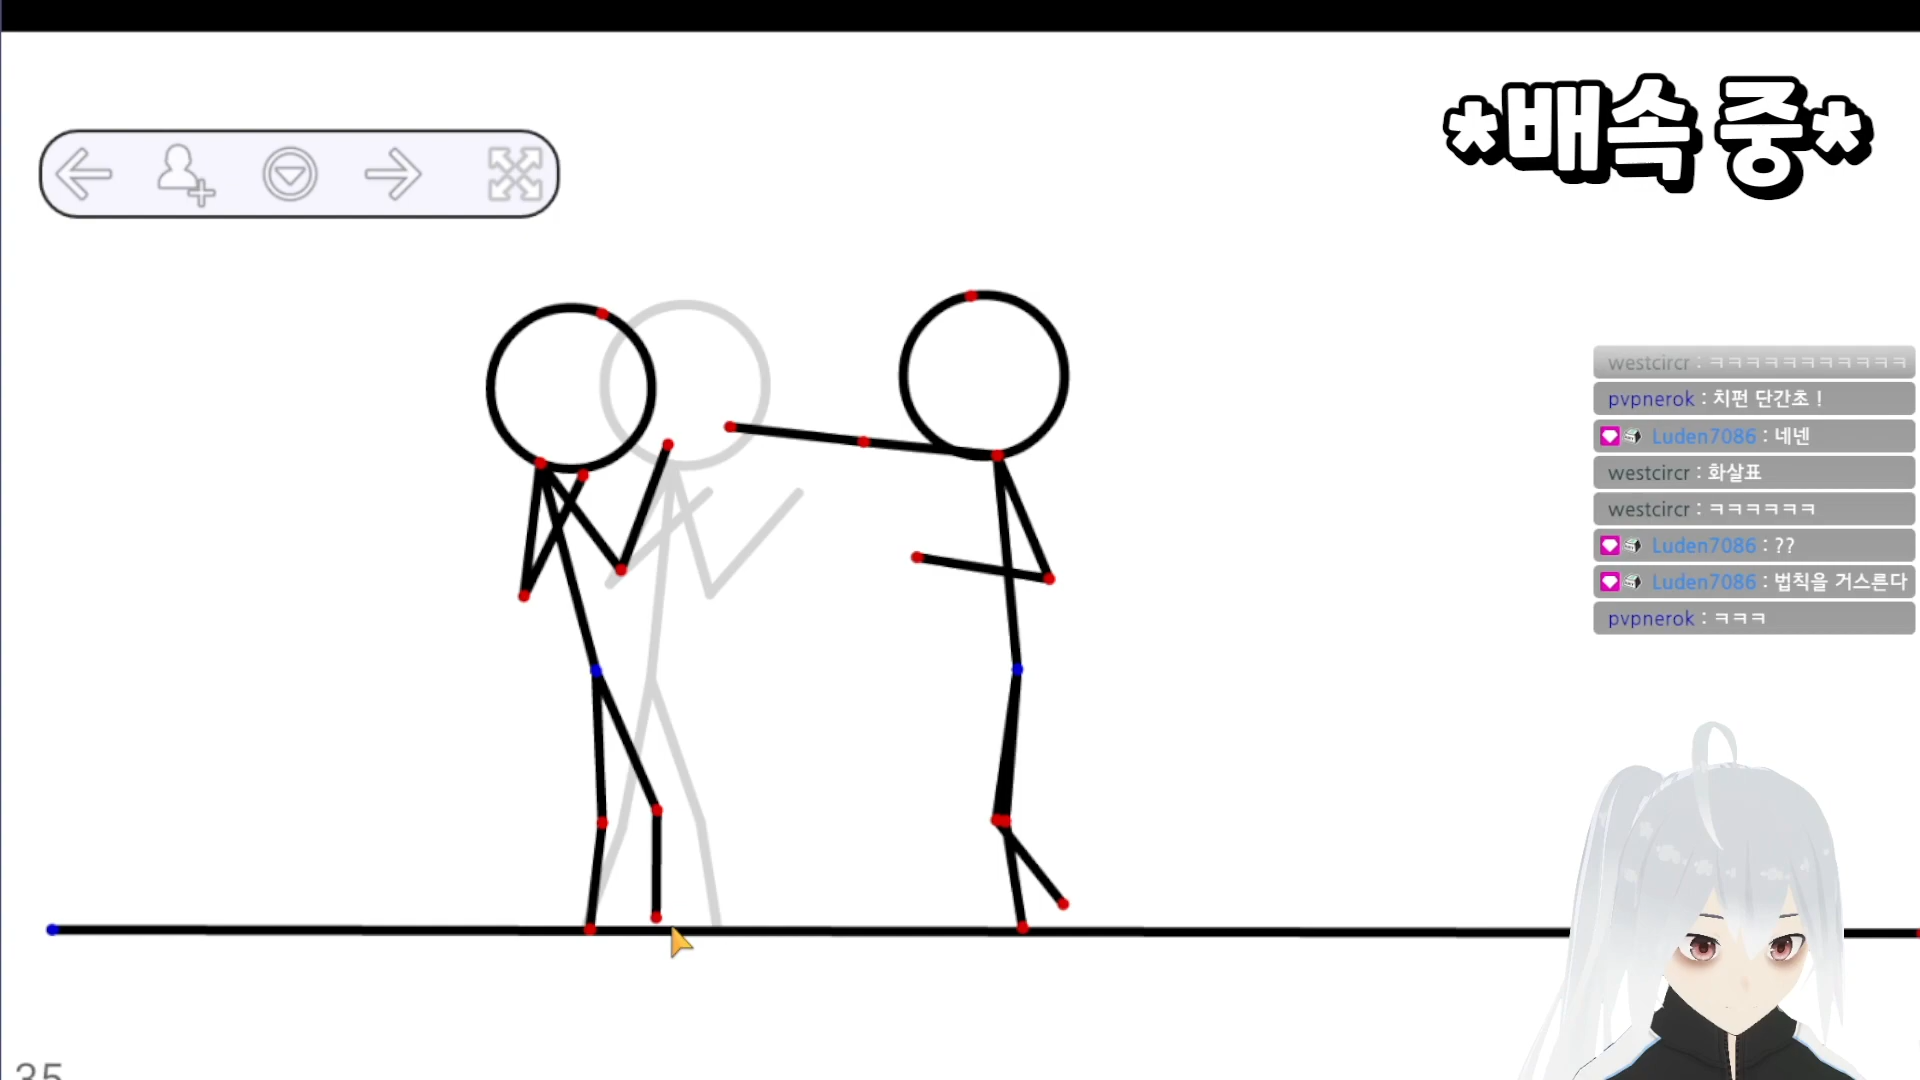 *배속 중*
westcircr : ㅋㅋㅋㅋㅋㅋㅋㅋㅋㅋㅋ
pvpnerok : 치펀 단간초 !
Luden7086 : 네넨
westcircr : 화살표
westcircr : ㅋㅋㅋㅋㅋㅋ
Luden7086 : ??
Luden7086 : 법칙을 거스른다
pvpnerok : ㅋㅋㅋ
35